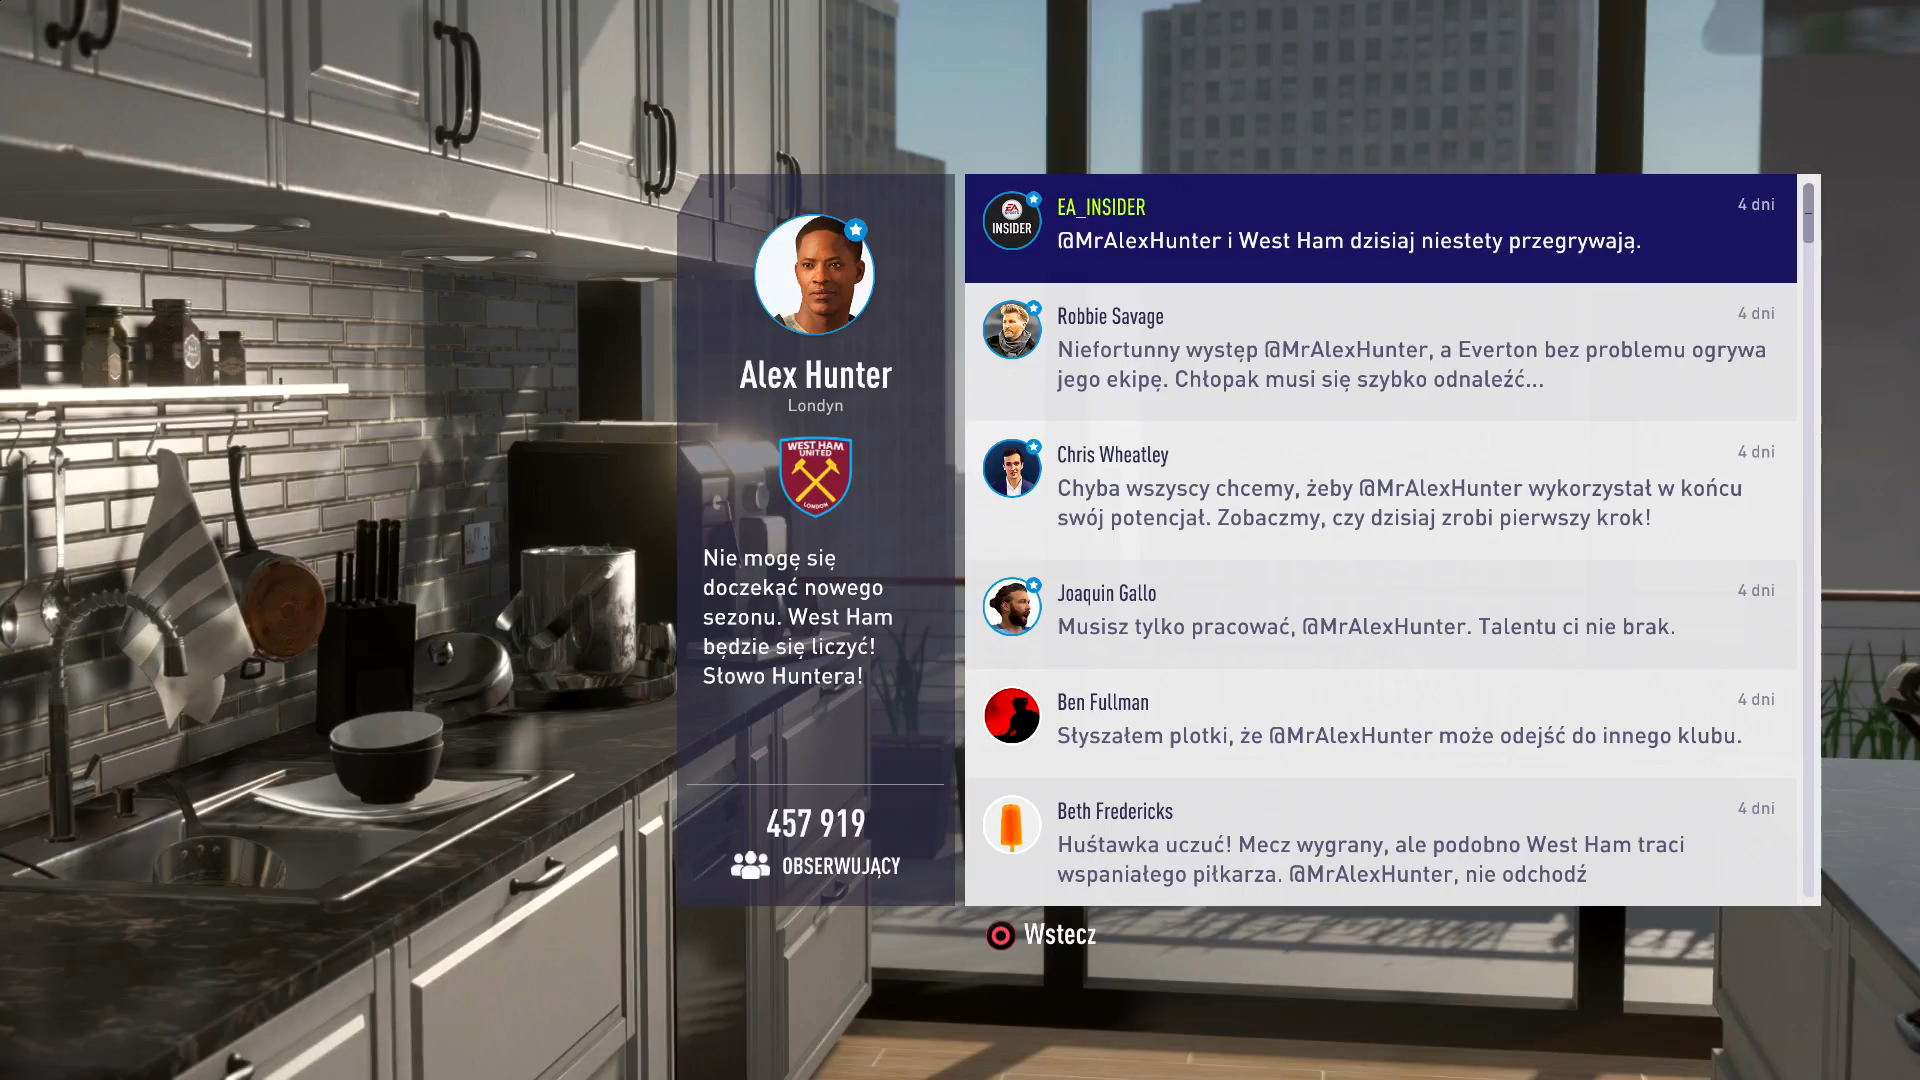 Alex Hunter
Londyn
WEST HAM
UNITED
LONDON
Nie mogę się
doczekać nowego
sezonu. West Ham
będzie się liczyć!
Słowo Huntera!
457 919
OBSERWUJĄCY
EA
INSIDER
EA_INSIDER
4 dni
@MrAlexHunter i West Ham dzisiaj niestety przegrywają.
Robbie Savage
4 dni
Niefortunny występ @MrAlexHunter, a Everton bez problemu ogrywa
jego ekipę. Chłopak musi się szybko odnaleźć...
Chris Wheatley
4 dni
Chyba wszyscy chcemy, żeby @MrAlexHunter wykorzystał w końcu
swój potencjał. Zobaczmy, czy dzisiaj zrobi pierwszy krok!
Joaquin Gallo
4 dni
Musisz tylko pracować, @MrAlexHunter. Talentu ci nie brak.
Ben Fullman
4 dni
Słyszałem plotki, że @MrAlexHunter może odejść do innego klubu.
Beth Fredericks
4 dni
Huśtawka uczuć! Mecz wygrany, ale podobno West Ham traci
wspaniałego piłkarza. @MrAlexHunter, nie odchodź
Wstecz